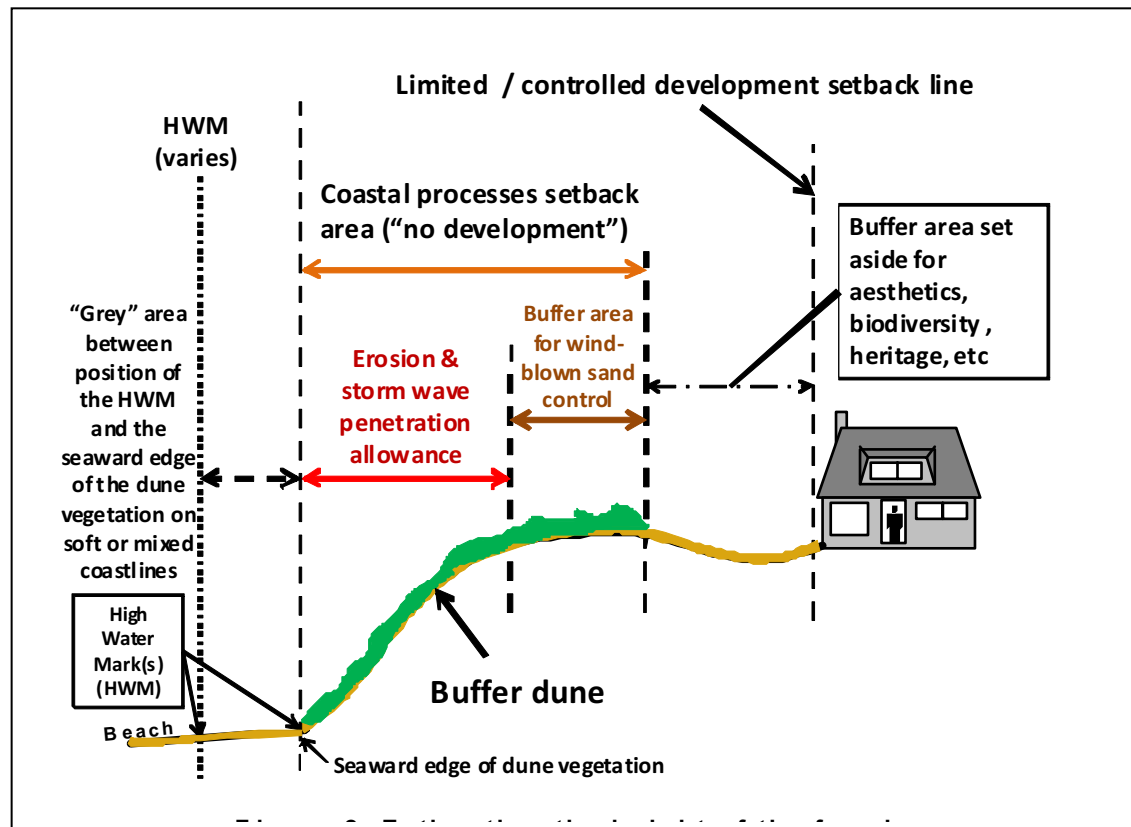 Limited / controlled development setback line
HWM
(varies)
Coastal processes setback
area (“no development”)
Buffer area set
aside for
aesthetics,
biodiversity ,
heritage, etc
“Grey” area
between
position of
the HWM
and the
seaward edge
of the dune
vegetation on
soft or mixed
coastlines
Erosion &
storm wave
penetration
allowance
Buffer area
for wind-
blown sand
control
High
Water
Mark(s)
(HWM)
Buffer dune
Beach
Seaward edge of dune vegetation